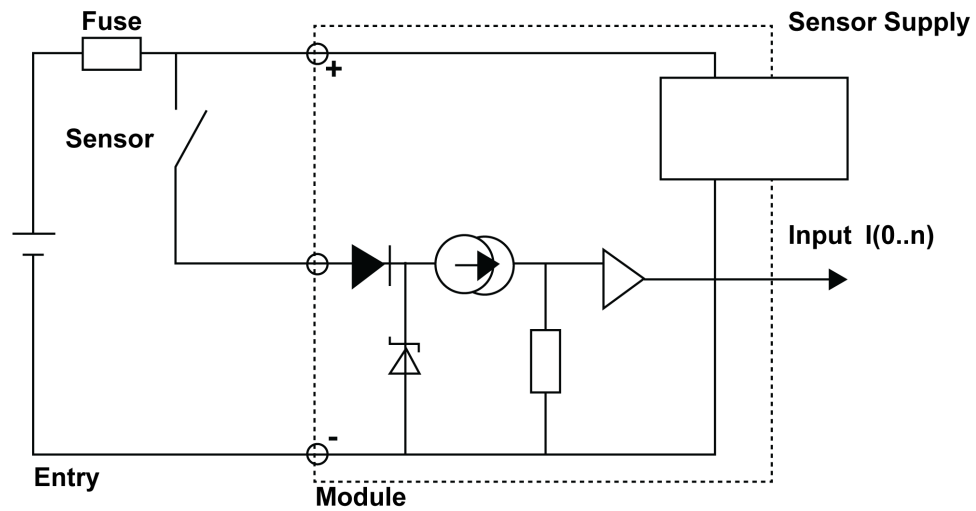 Fuse
Sensor Supply
+
Sensor
Input I(0..n)
-
Entry
Module